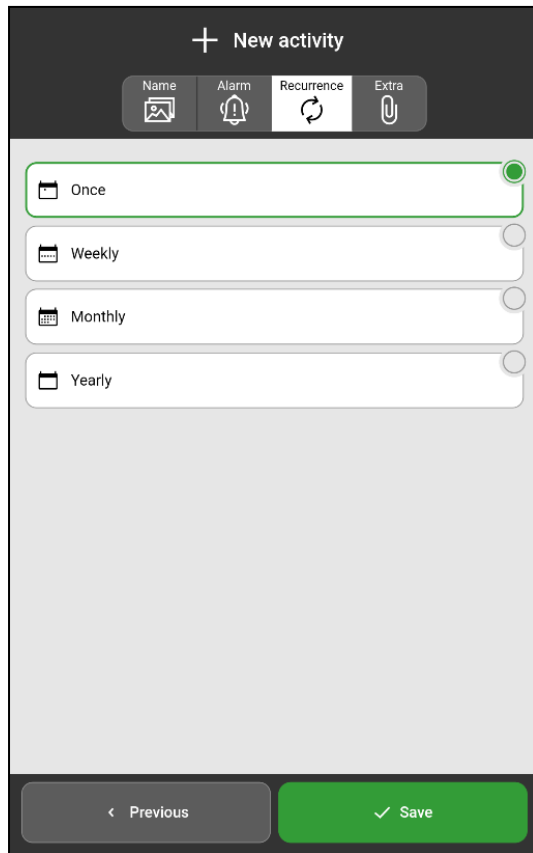 New activity
Name Alarm Recurrence Extra
Once
Weekly
Monthly
Yearly
Previous Save